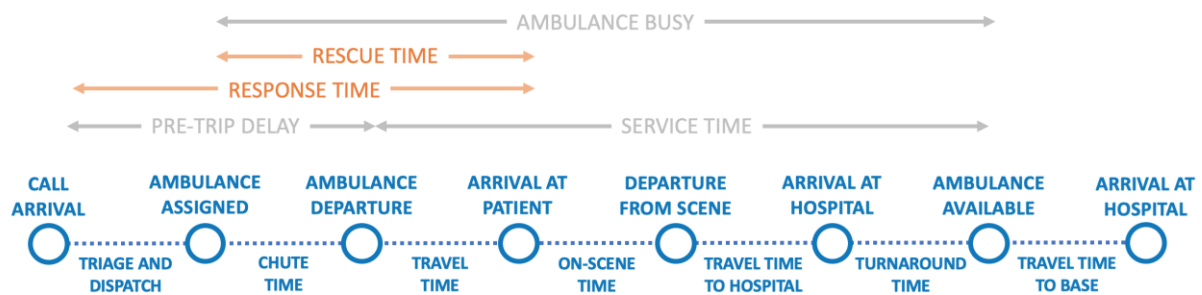 AMBULANCE BUSY
RESCUE TIME
RESPONSE TIME
PRE-TRIP DELAY
SERVICE TIME
CALL
ARRIVAL
AMBULANCE
ASSIGNED
AMBULANCE
DEPARTURE
ARRIVAL AT
PATIENT
DEPARTURE
FROM SCENE
ARRIVAL AT
HOSPITAL
AMBULANCE
AVAILABLE
ARRIVAL AT
HOSPITAL
TRIAGE AND
DISPATCH
CHUTE
TIME
TRAVEL
TIME
ON-SCENE
TIME
TRAVEL TIME
TO HOSPITAL
TURNAROUND
TIME
TRAVEL TIME
TO BASE